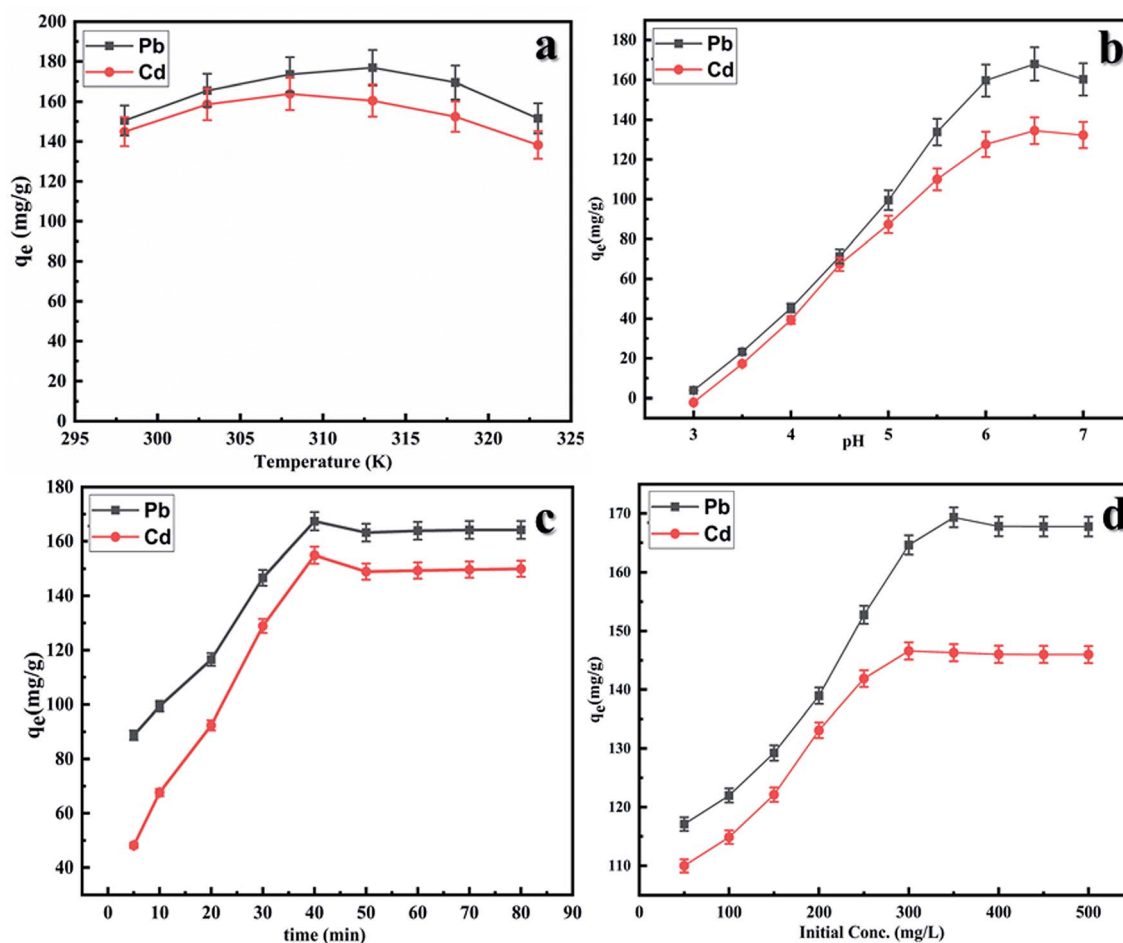 a
Pb
Cd
200
180
160
140
120
100
80
60
40
20
0
qe (mg/g)
295 300 305 310 315 320 325
Temperature (K)
b
Pb
Cd
180
160
140
120
100
80
60
40
20
0
qe(mg/g)
3 4 5 6 7
pH
c
Pb
Cd
180
160
140
120
100
80
60
40
qe(mg/g)
0 10 20 30 40 50 60 70 80 90
time (min)
d
Pb
Cd
170
160
150
140
130
120
110
qe(mg/g)
0 100 200 300 400 500
Initial Conc. (mg/L)